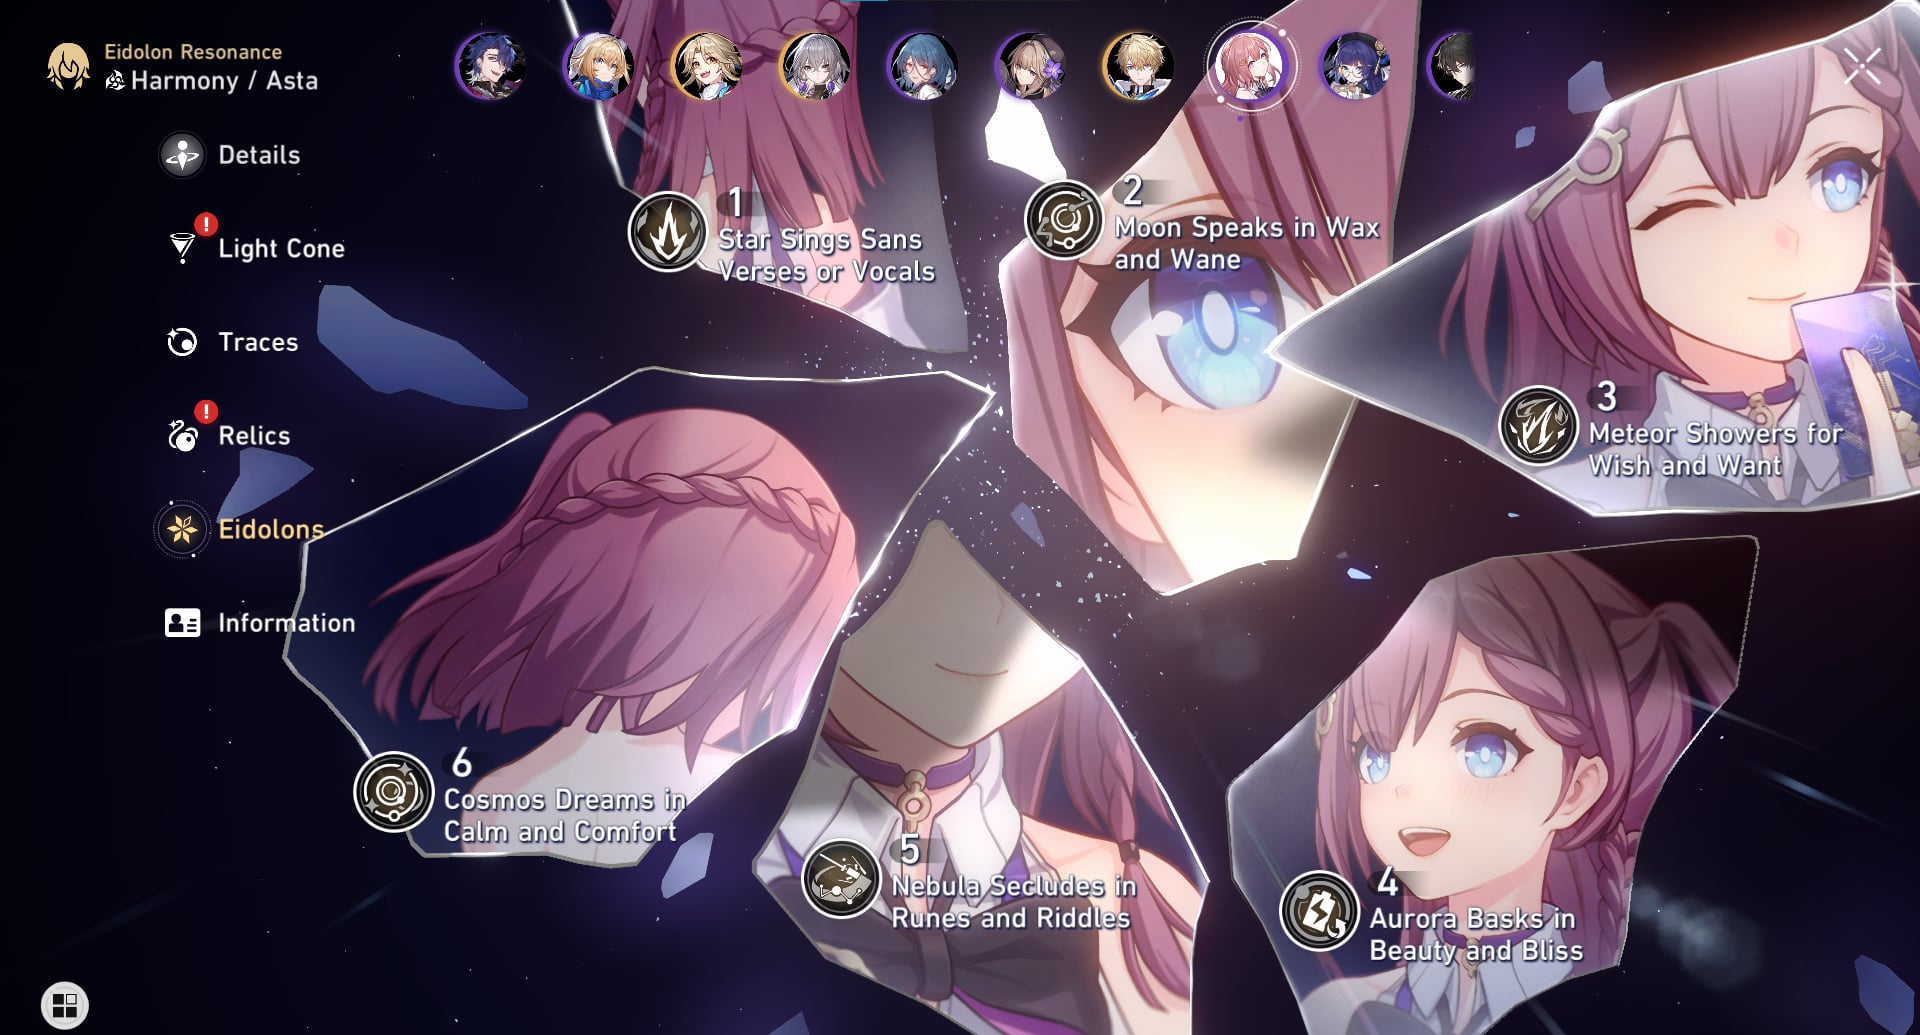 Eidolon Resonance
Harmony / Asta
Details
!
Light Cone
Traces
!
Relics
Eidolons
Information
1
Star Sings Sans
Verses or Vocals
2
Moon Speaks in Wax
and Wane
3
Meteor Showers for
Wish and Want
6
Cosmos Dreams in
Calm and Comfort
5
Nebula Secludes in
Runes and Riddles
4
Aurora Basks in
Beauty and Bliss